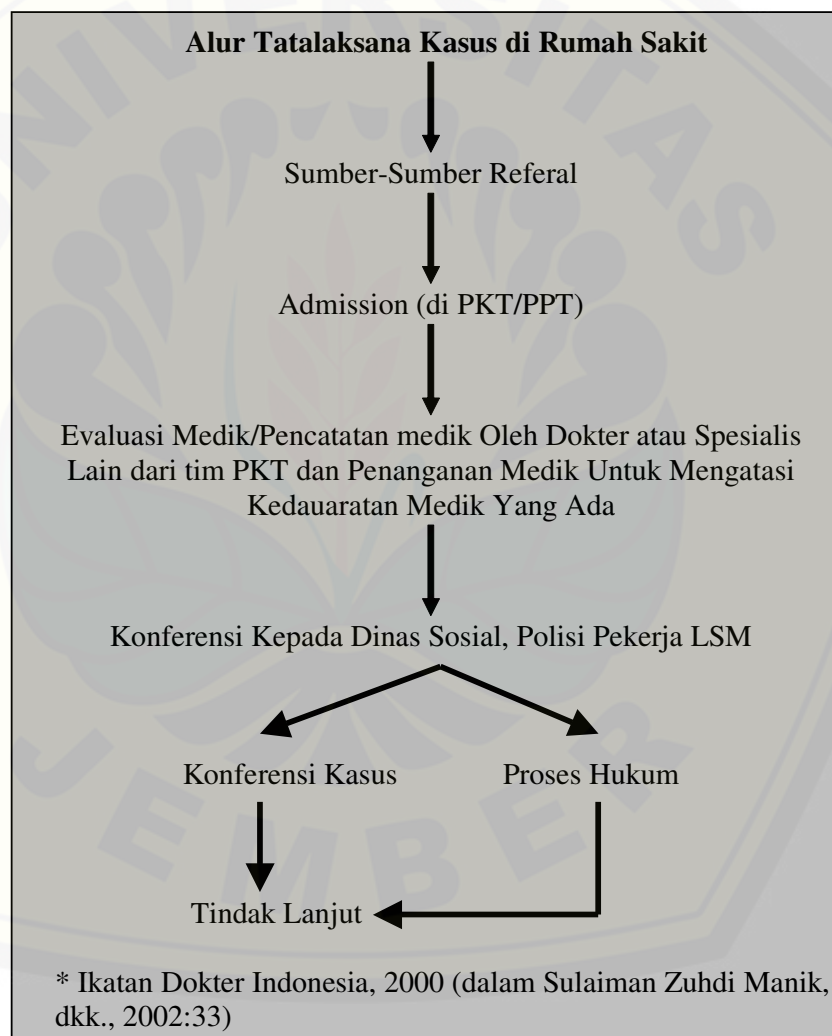 Alur Tatalaksana Kasus di Rumah Sakit
Sumber-Sumber Referal
Admission (di PKT/PPT)
Evaluasi Medik/Pencatatan medik Oleh Dokter atau Spesialis
Lain dari tim PKT dan Penanganan Medik Untuk Mengatasi
Kedauaratan Medik Yang Ada
Konferensi Kepada Dinas Sosial, Polisi Pekerja LSM
Konferensi Kasus Proses Hukum
Tindak Lanjut
* Ikatan Dokter Indonesia, 2000 (dalam Sulaiman Zuhdi Manik,
dkk., 2002:33)
UNIVERSITAS
JEMBER